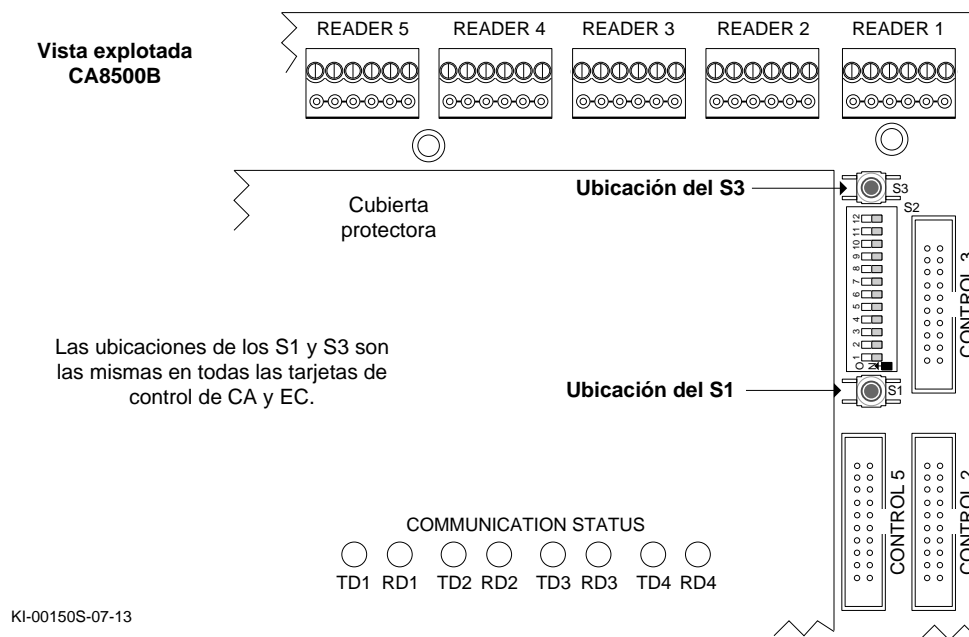 Vista explotada
CA8500B
READER 5 READER 4 READER 3 READER 2 READER 1
Ubicación del S3
S3
S2
12
11
10
9
8
7
6
5
4
3
2
1
ON
CONTROL 3
Cubierta
protectora
Las ubicaciones de los S1 y S3 son
las mismas en todas las tarjetas de
control de CA y EC.
Ubicación del S1
S1
CONTROL 5
CONTROL 2
COMMUNICATION STATUS
TD1 RD1 TD2 RD2 TD3 RD3 TD4 RD4
KI-00150S-07-13